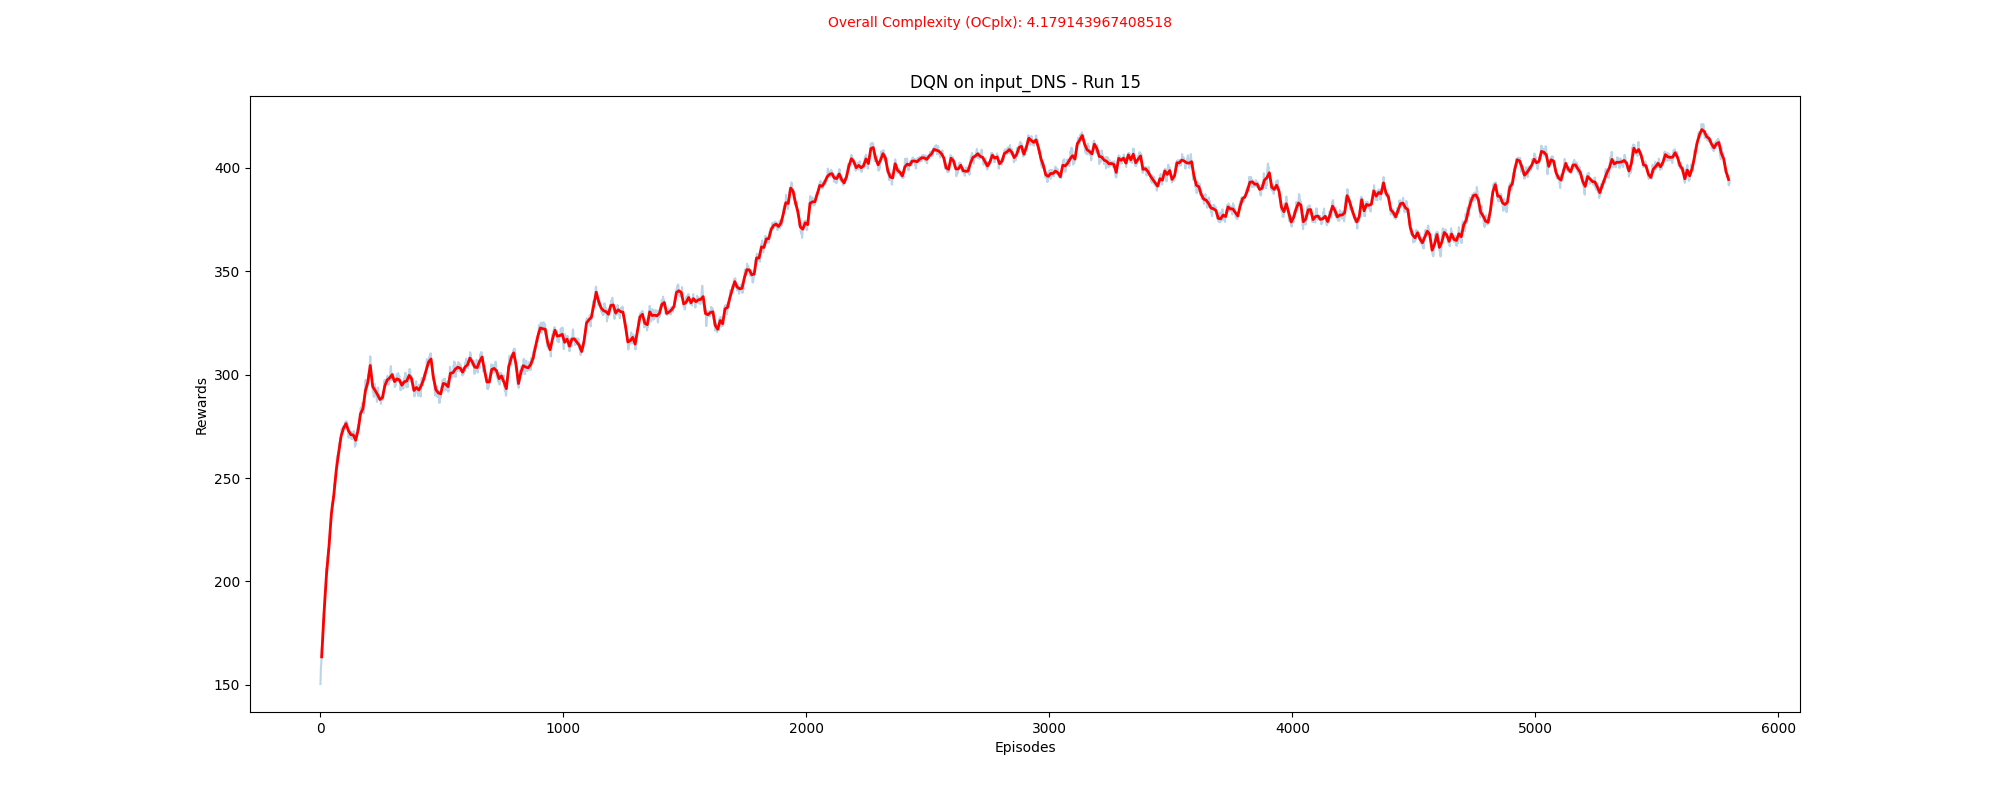 Overall Complexity (OCplx): 4.179143967408518
DQN on input_DNS - Run 15
400
350
300
250
200
150
Rewards
0 1000 2000 3000 4000 5000 6000
Episodes